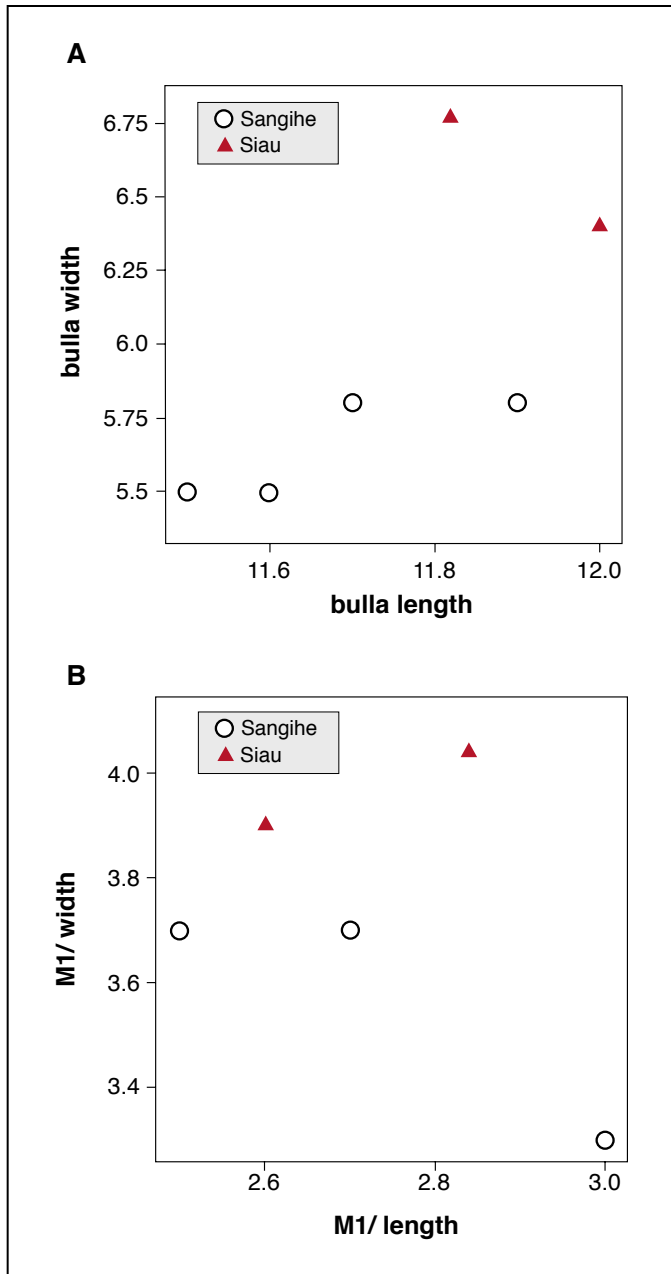 A
Sangihe
Siau
6.75
6.5
6.25
6.0
5.75
5.5
bulla width
11.6 11.8 12.0
bulla length
B
Sangihe
Siau
4.0
3.8
3.6
3.4
M1/ width
2.6 2.8 3.0
M1/ length